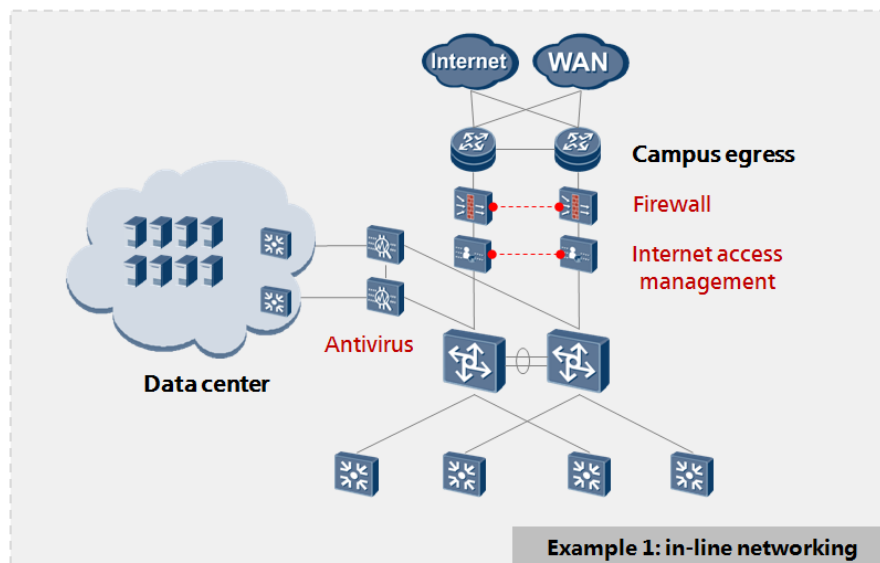 Internet
WAN
Campus egress
Firewall
Internet access
management
Antivirus
Data center
Example 1: in-line networking